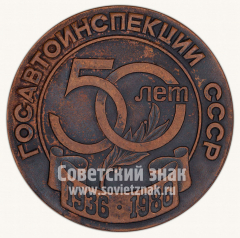 ГОСАВТОИНСПЕКЦИИ СССР
50 лет
Советский знак
www.sovietznak.ru
1936 · 1986